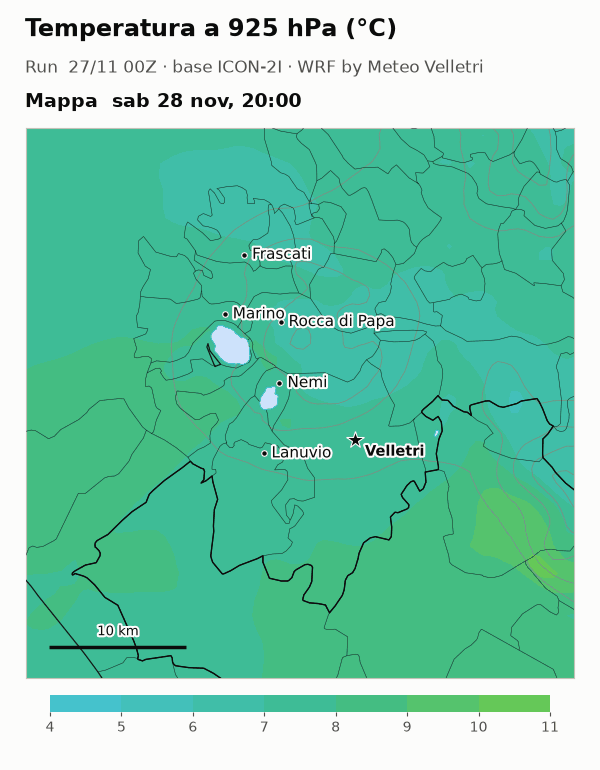 Temperatura a 925 hPa (°C)
Run  27/11 00Z · base ICON-2I · WRF by Meteo Velletri
Mappa  sab 28 nov, 20:00
Frascati
Marino
Rocca di Papa
Nemi
Velletri
Lanuvio
10 km
4 5 6 7 8 9 10 11